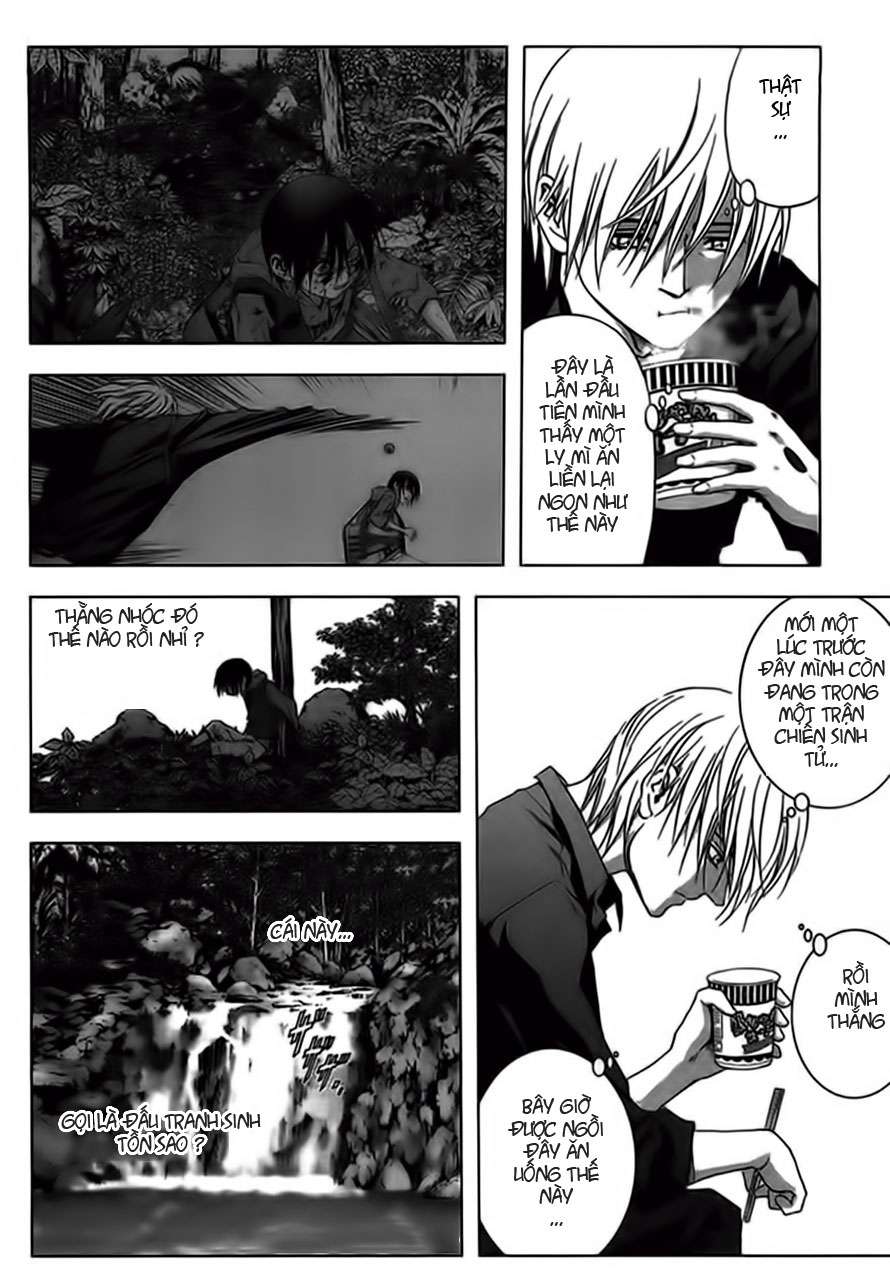 THẬT
SỰ
...
ĐÂY LÀ
LẦN ĐẦU
TIÊN MÌNH
THẤY MỘT
LY MÌ ĂN
LIỀN LẠI
NGON NHƯ
THẾ NÀY
MỚI MỘT
LÚC TRƯỚC
ĐÂY MÌNH CÒN
ĐANG TRONG
MỘT TRẬN
CHIẾN SINH
TỬ...
RỒI
MÌNH
THẮNG
BÂY GIỜ
ĐƯỢC NGỒI
ĐÂY ĂN
UỐNG THẾ
NÀY
...
THẰNG NHÓC ĐÓ
THẾ NÀO RỒI NHỈ ?
CÁI NÀY...
GỌI LÀ ĐẤU TRANH SINH
TỒN SAO ?